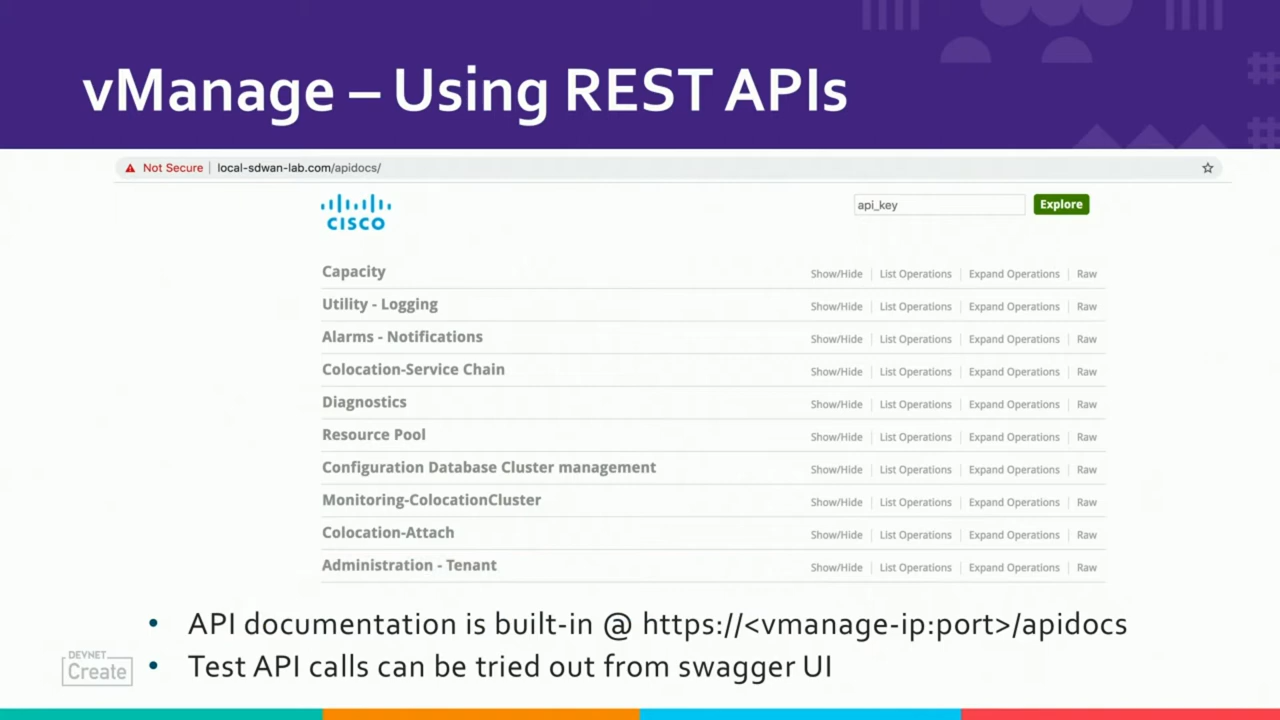 vManage – Using REST APIs
Not Secure | local-sdwan-lab.com/apidocs/
CISCO
api_key
Explore
Capacity Show/Hide | List Operations | Expand Operations | Raw
Utility - Logging Show/Hide | List Operations | Expand Operations | Raw
Alarms - Notifications Show/Hide | List Operations | Expand Operations | Raw
Colocation-Service Chain Show/Hide | List Operations | Expand Operations | Raw
Diagnostics Show/Hide | List Operations | Expand Operations | Raw
Resource Pool Show/Hide | List Operations | Expand Operations | Raw
Configuration Database Cluster management Show/Hide | List Operations | Expand Operations | Raw
Monitoring-ColocationCluster Show/Hide | List Operations | Expand Operations | Raw
Colocation-Attach Show/Hide | List Operations | Expand Operations | Raw
Administration - Tenant Show/Hide | List Operations | Expand Operations | Raw
• API documentation is built-in @ https://<vmanage-ip:port>/apidocs
• Test API calls can be tried out from swagger UI
DEVNET
Create